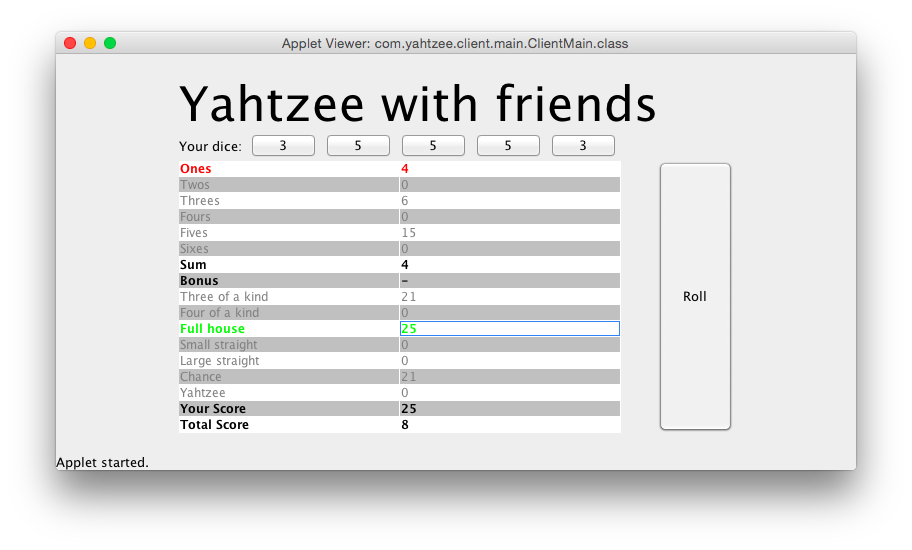 Applet Viewer: com.yahtzee.client.main.ClientMain.class
Yahtzee with friends
Your dice: 3 5 5 5 3
Ones 4
Twos 0
Threes 6
Fours 0
Fives 15
Sixes 0
Sum 4
Bonus –
Three of a kind 21
Four of a kind 0
Full house 25
Small straight 0
Large straight 0
Chance 21
Yahtzee 0
Your Score 25
Total Score 8
Roll
Applet started.